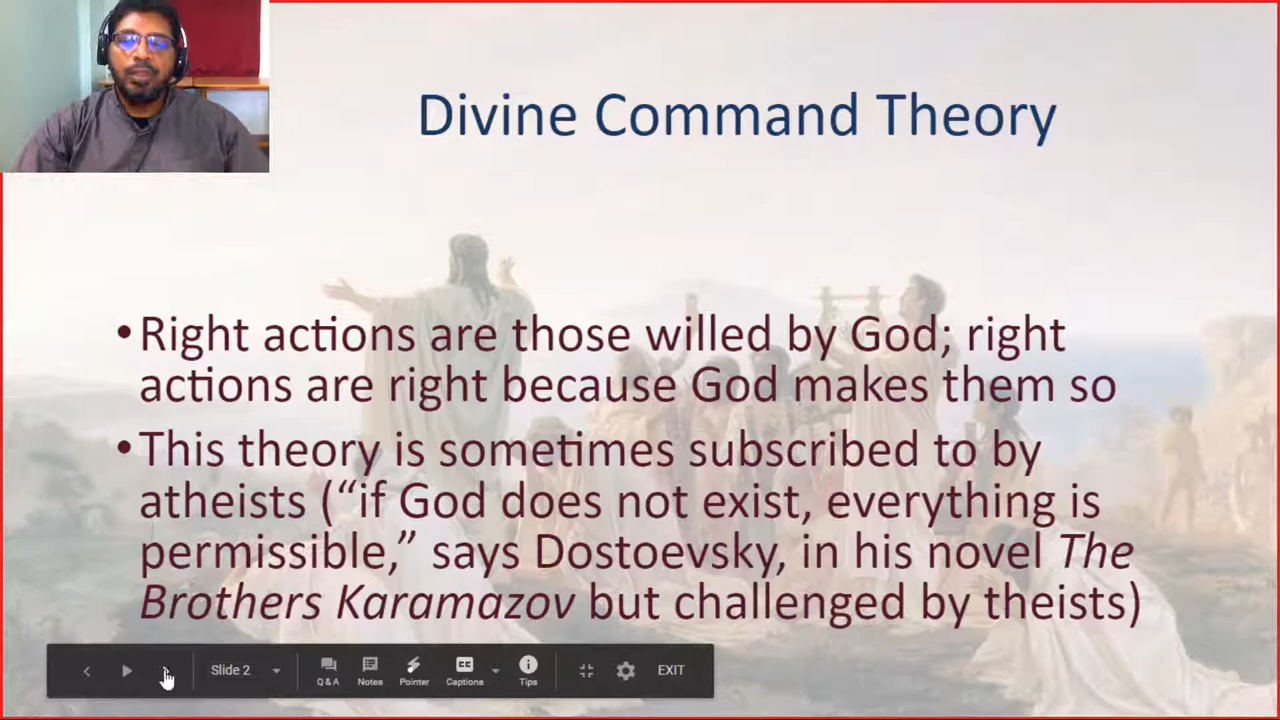 Divine Command Theory
•Right actions are those willed by God; right
actions are right because God makes them so
•This theory is sometimes subscribed to by
atheists (“if God does not exist, everything is
permissible,” says Dostoevsky, in his novel The
Brothers Karamazov but challenged by theists)
Slide 2
Q & A
Notes
Pointer
CC
Captions
Tips
EXIT